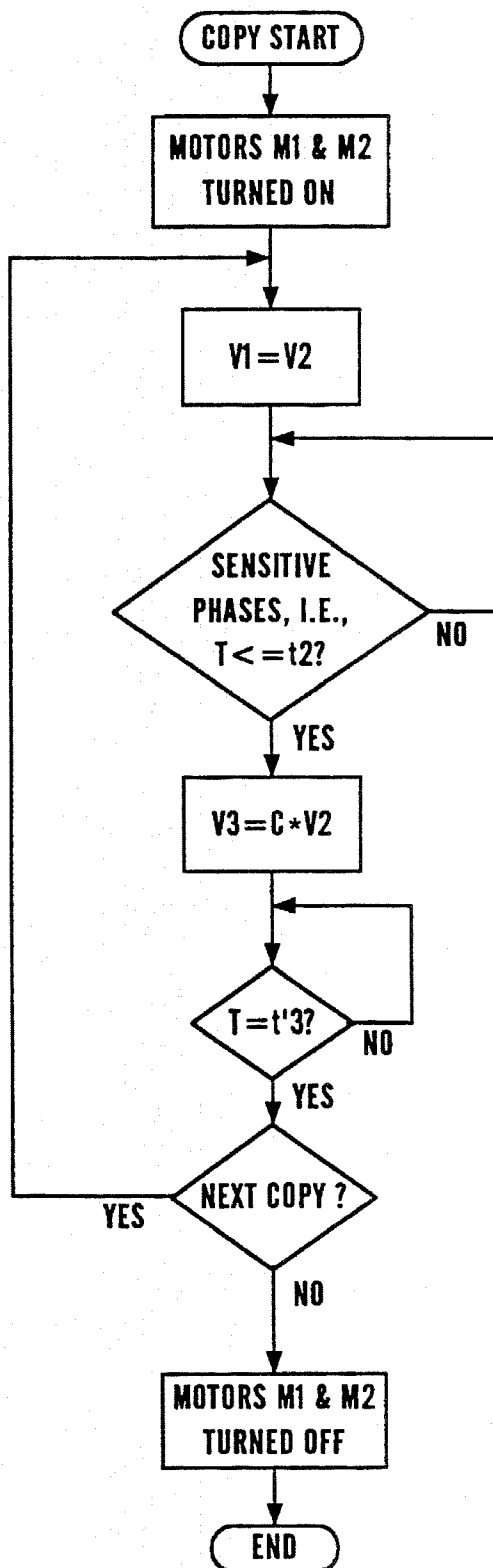 COPY START
MOTORS M1 & M2
TURNED ON
V1=V2
SENSITIVE
PHASES, I.E.,
T<=t2?
NO
YES
V3=C*V2
T=t'3?
NO
YES
NEXT COPY ?
YES
NO
MOTORS M1 & M2
TURNED OFF
END